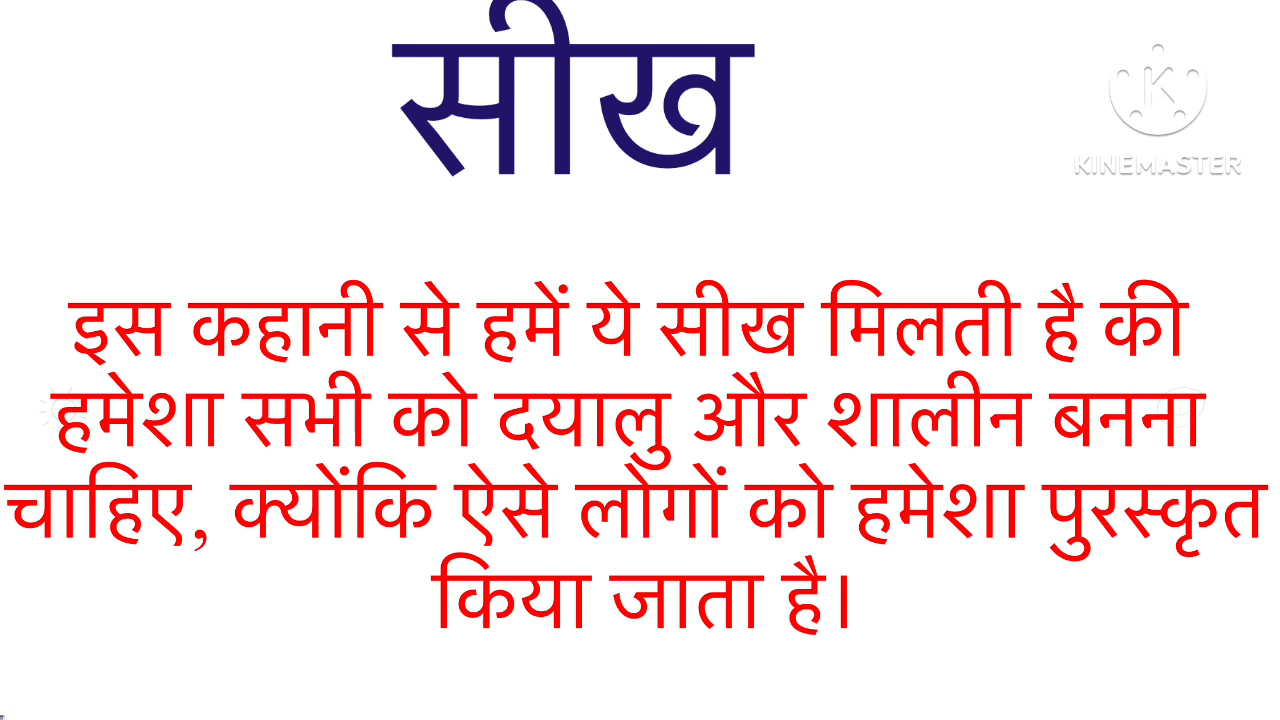 सीख
KINEMASTER
इस कहानी से हमें ये सीख मिलती है की
हमेशा सभी को दयालु और शालीन बनना
चाहिए, क्योंकि ऐसे लोगों को हमेशा पुरस्कृत
किया जाता है।